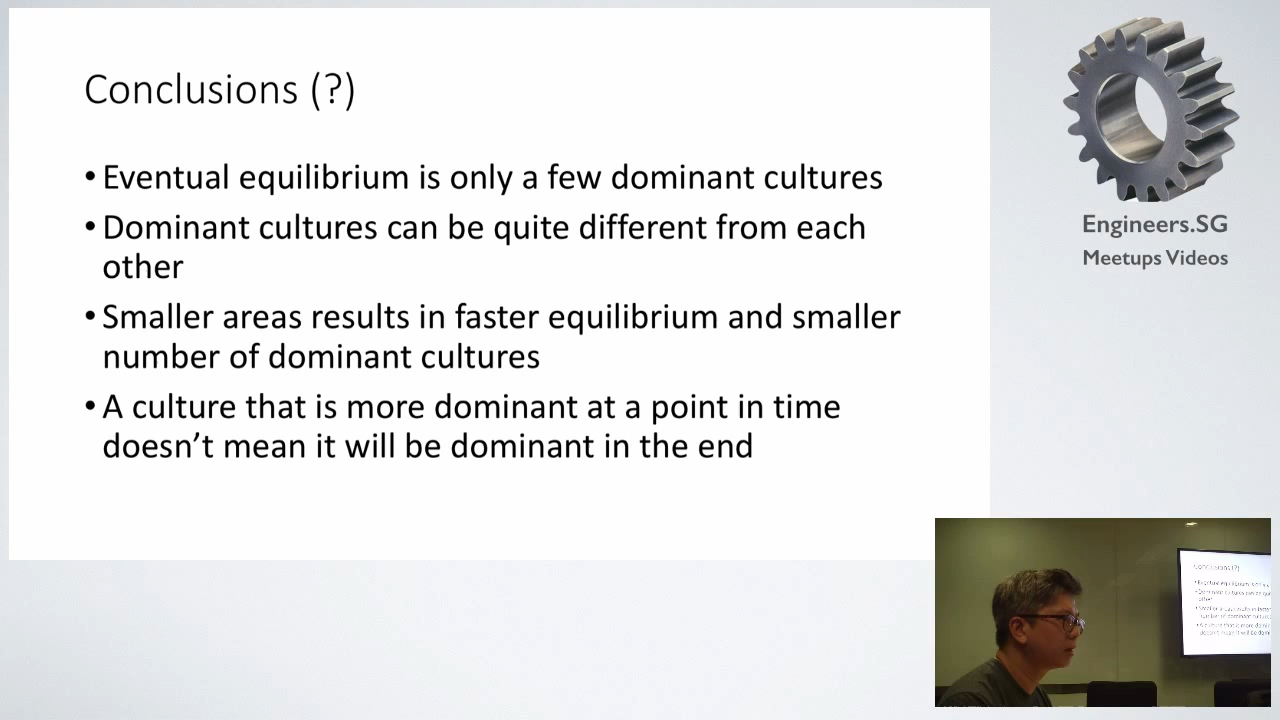 Conclusions (?)
• Eventual equilibrium is only a few dominant cultures
• Dominant cultures can be quite different from each
other
• Smaller areas results in faster equilibrium and smaller
number of dominant cultures
• A culture that is more dominant at a point in time
doesn’t mean it will be dominant in the end
Engineers.SG
Meetups Videos
Conclusions (?)